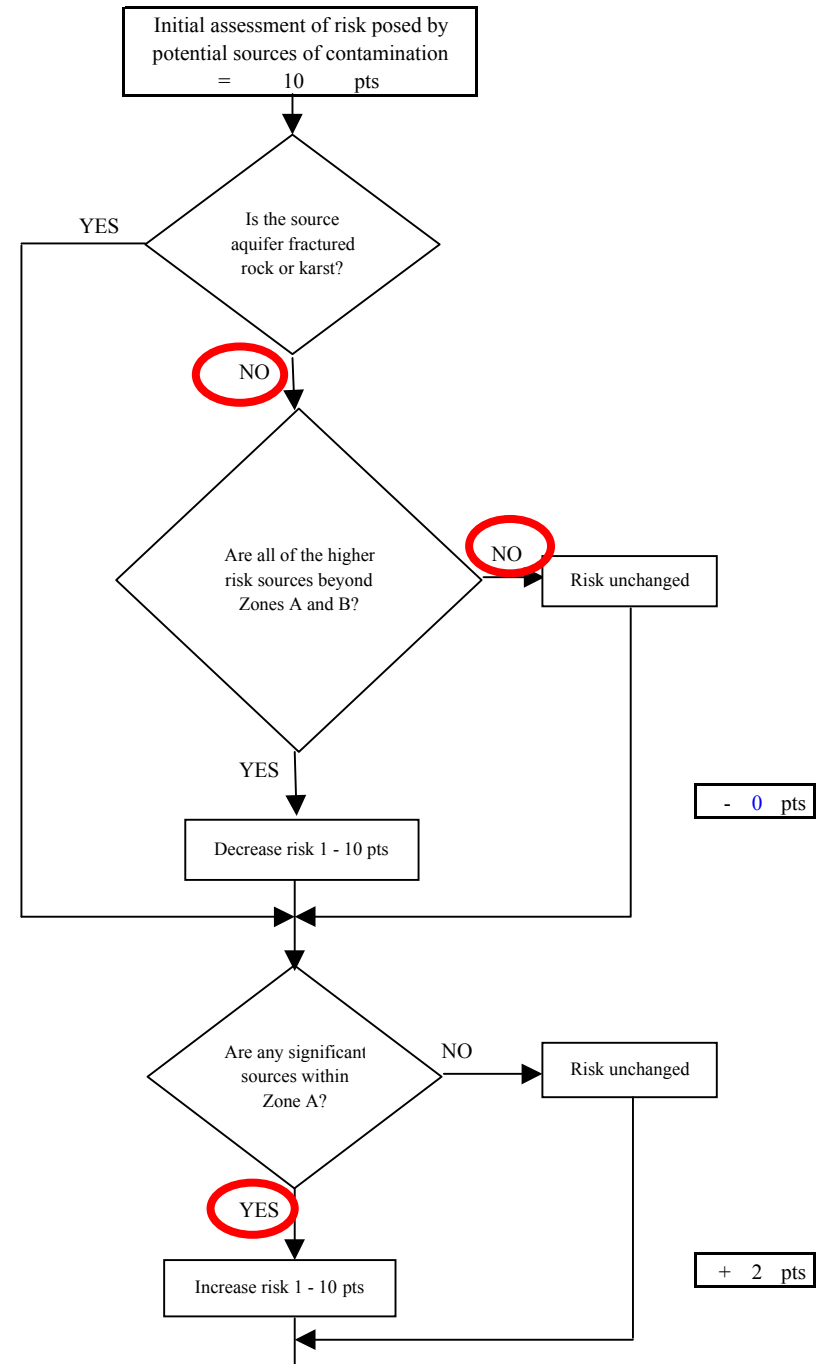 Initial assessment of risk posed by
potential sources of contamination
= 10 pts
YES
Is the source
aquifer fractured
rock or karst?
NO
Are all of the higher
risk sources beyond
Zones A and B?
NO
Risk unchanged
YES
- 0 pts
Decrease risk 1 - 10 pts
Are any significant
sources within
Zone A?
NO
Risk unchanged
YES
+ 2 pts
Increase risk 1 - 10 pts